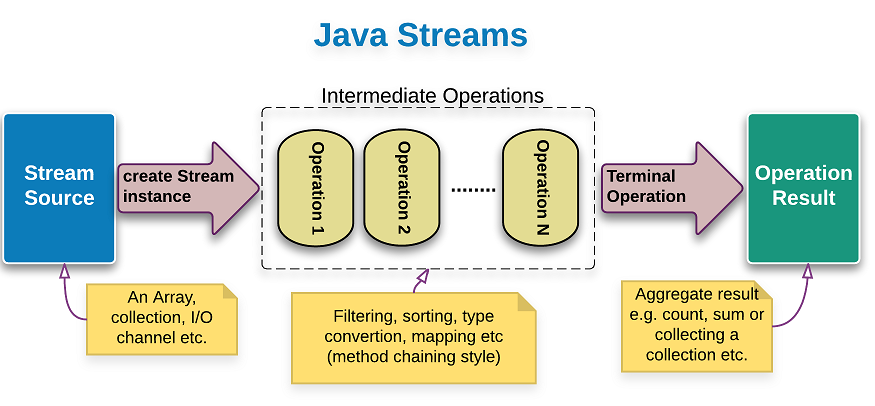 Java Streams
Intermediate Operations
Stream
Source
create Stream
instance
Operation 1
Operation 2
.........
Operation N
Terminal
Operation
Operation
Result
An Array,
collection, I/O
channel etc.
Filtering, sorting, type
convertion, mapping etc
(method chaining style)
Aggregate result
e.g. count, sum or
collecting a
collection etc.